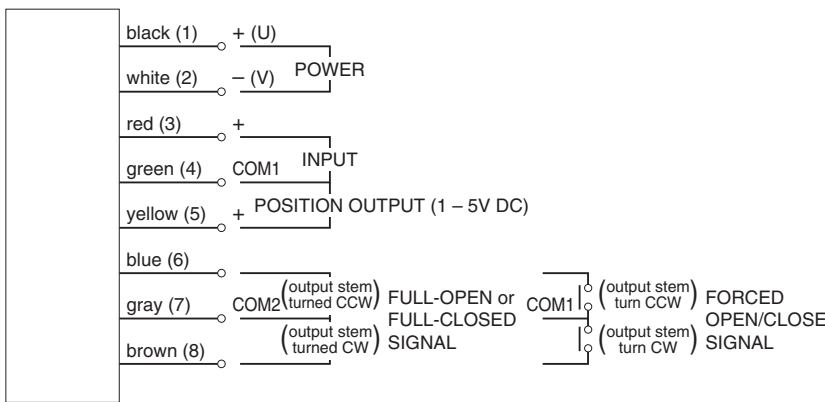 black (1) + (U)
POWER
white (2) – (V)
red (3) +
INPUT
green (4) COM1
POSITION OUTPUT (1 – 5V DC)
yellow (5) +
blue (6)
(output stem turned CCW)
gray (7) COM2
FULL-OPEN or
FULL-CLOSED
SIGNAL
(output stem turned CW)
brown (8)
COM1
(output stem turn CCW)
(output stem turn CW)
FORCED
OPEN/CLOSE
SIGNAL